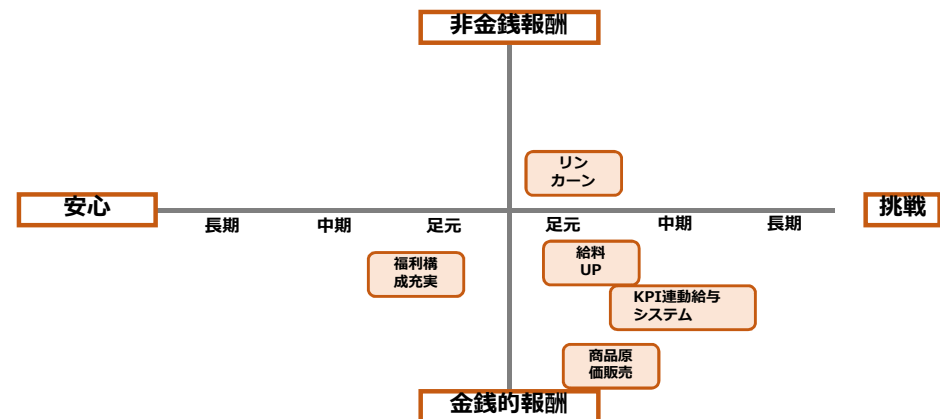 非金銭報酬
リン
カーン
安心
挑戦
長期
中期
足元
足元
中期
長期
福利構
成充実
給料
UP
KPI連動給与
システム
商品原
価販売
金銭的報酬